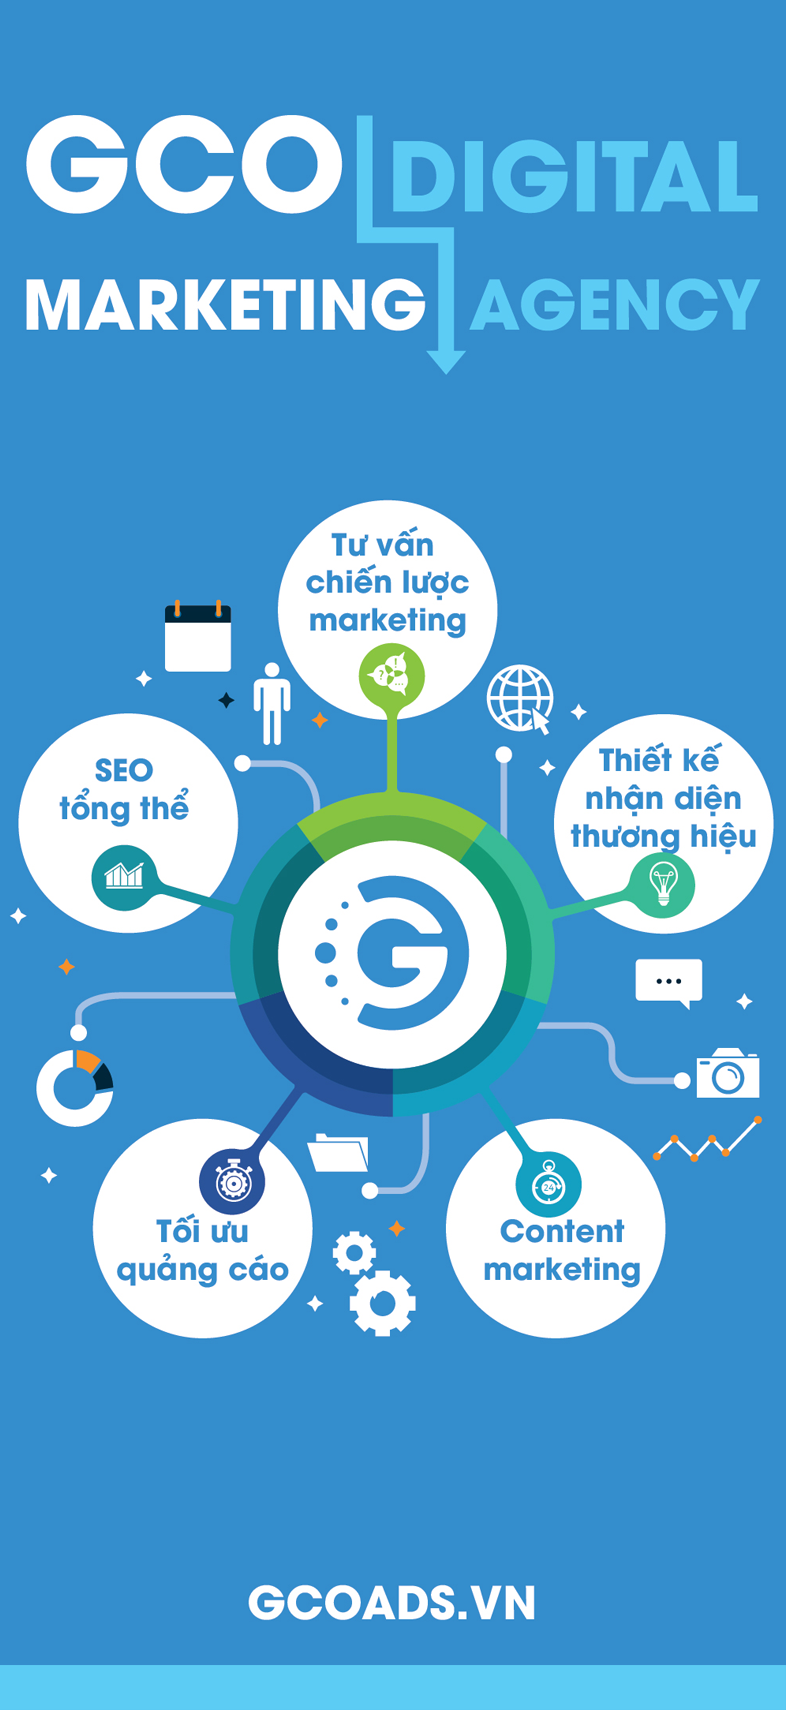 GCO DIGITAL
MARKETING AGENCY
Tư vấn
chiến lược
marketing
SEO
tổng thể
Thiết kế
nhận diện
thương hiệu
Tối ưu
quảng cáo
Content
marketing
24
G
GCOADS.VN